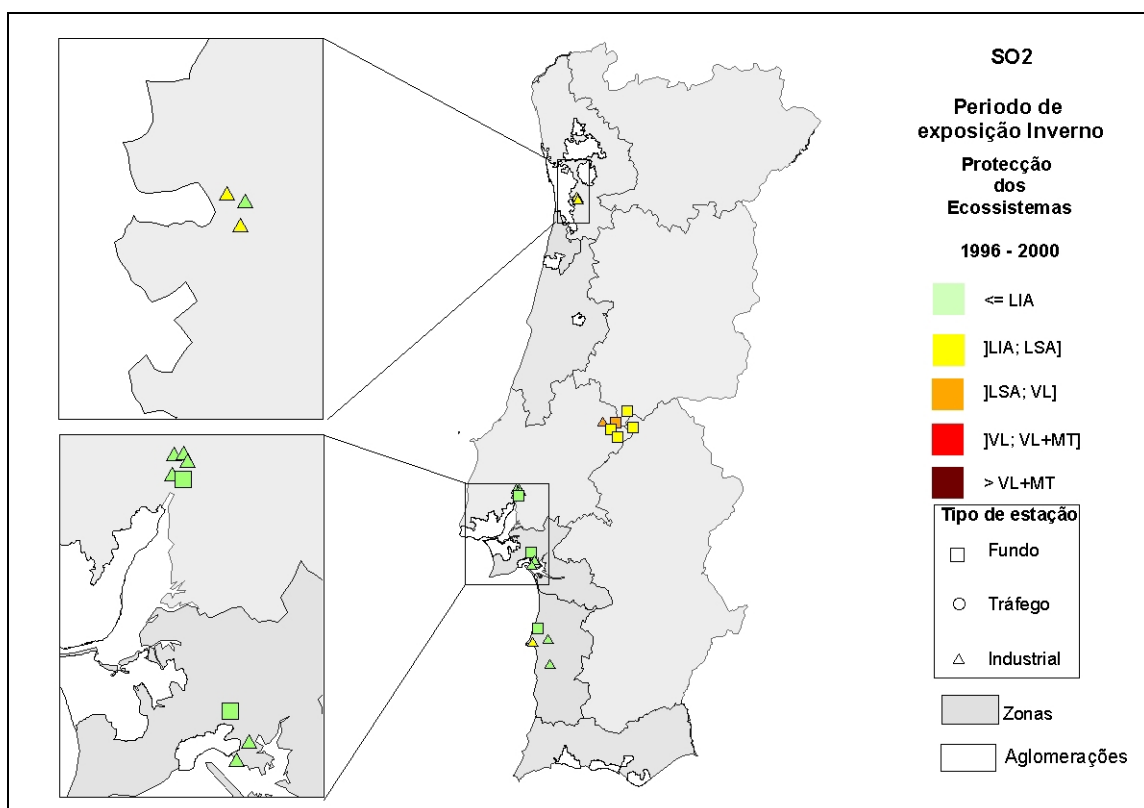 SO2
Periodo de
exposição Inverno
Protecção
dos
Ecossistemas
1996 - 2000
<= LIA
]LIA; LSA]
]LSA; VL]
]VL; VL+MT]
> VL+MT
Tipo de estação
Fundo
Tráfego
Industrial
Zonas
Aglomerações